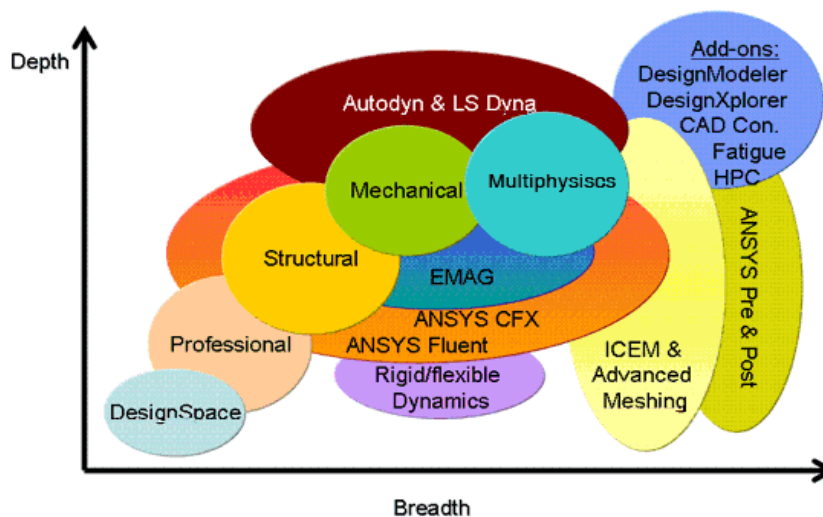 Depth
Add-ons:
DesignModeler
DesignXplorer
CAD Con.
Fatigue
HPC
Autodyn & LS Dyna
Mechanical
Multiphysiscs
Structural
EMAG
ANSYS CFX
ANSYS Fluent
Professional
Rigid/flexible
Dynamics
DesignSpace
ICEM &
Advanced
Meshing
ANSYS Pre & Post
Breadth